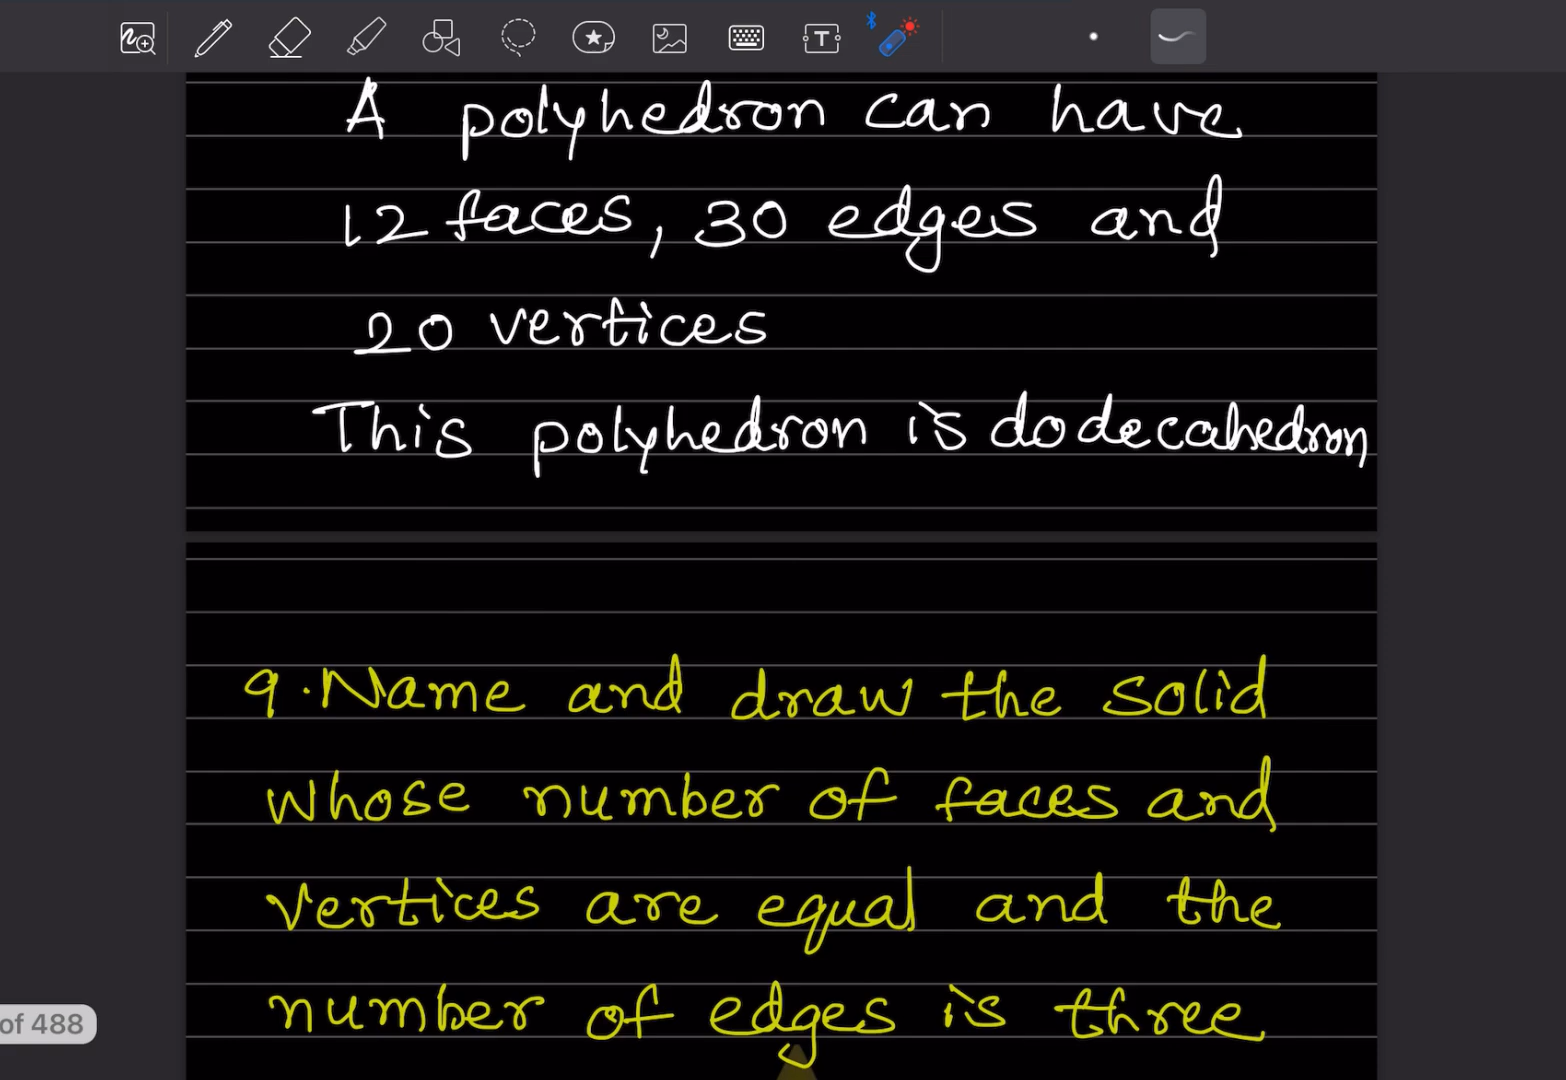 A polyhedron can have
12 faces, 30 edges and
20 vertices
This polyhedron is dodecahedron
9. Name and draw the solid
whose number of faces and
vertices are equal and the
number of edges is three
of 488